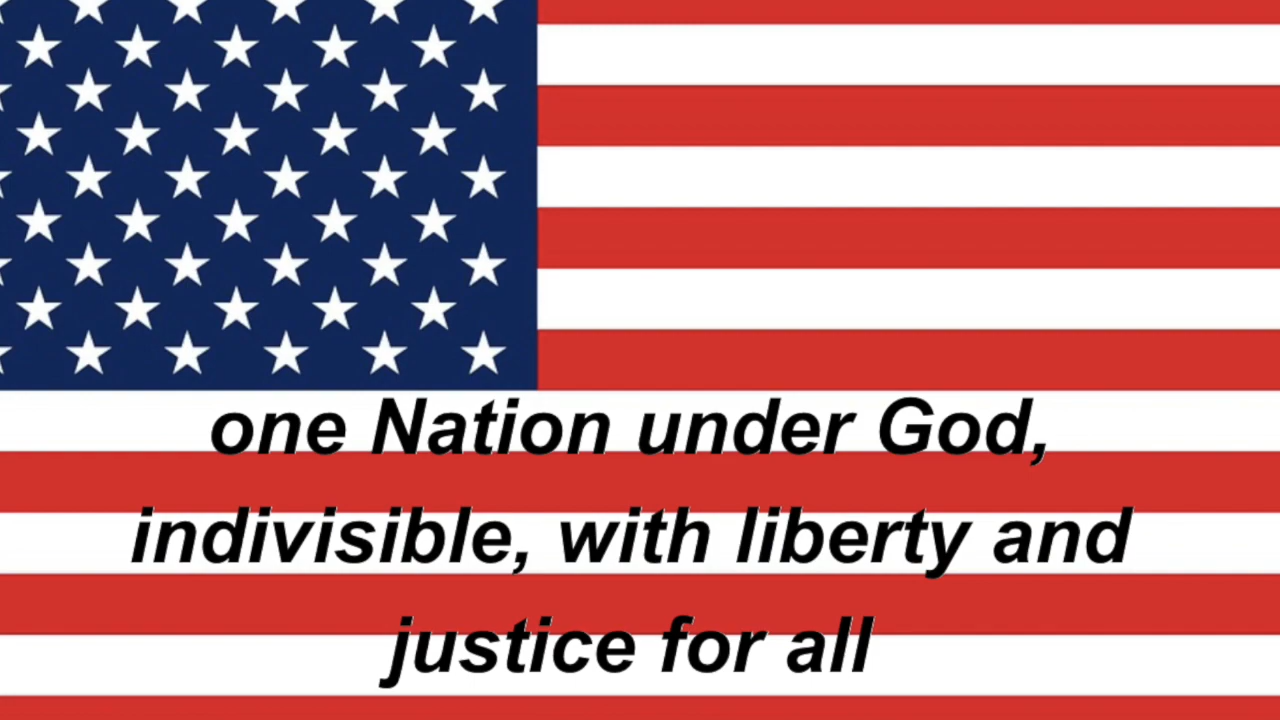 one Nation under God,
indivisible, with liberty and
justice for all